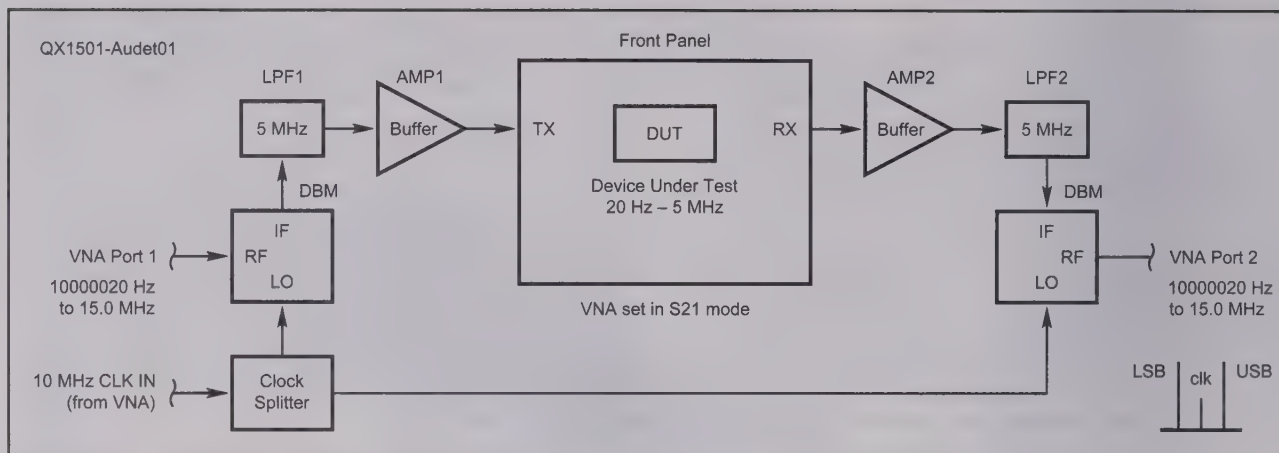 QX1501-Audet01
Front Panel
LPF1
AMP1
AMP2
LPF2
5 MHz
Buffer
TX
DUT
RX
Buffer
5 MHz
Device Under Test
20 Hz – 5 MHz
DBM
DBM
IF
RF
LO
VNA Port 1
10000020 Hz
to 15.0 MHz
IF
RF
LO
VNA Port 2
10000020 Hz
to 15.0 MHz
VNA set in S21 mode
10 MHz CLK IN
(from VNA)
Clock
Splitter
LSB
clk
USB